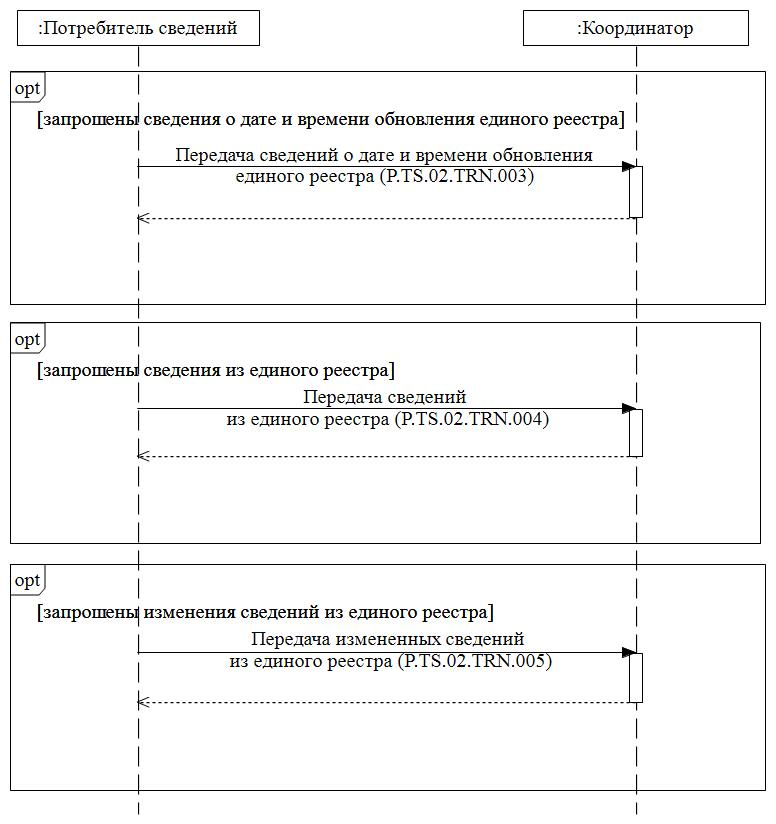 :Потребитель сведений
:Координатор
opt
[запрошены сведения о дате и времени обновления единого реестра]
Передача сведений о дате и времени обновления
единого реестра (P.TS.02.TRN.003)
opt
[запрошены сведения из единого реестра]
Передача сведений
из единого реестра (P.TS.02.TRN.004)
opt
[запрошены изменения сведений из единого реестра]
Передача измененных сведений
из единого реестра (P.TS.02.TRN.005)